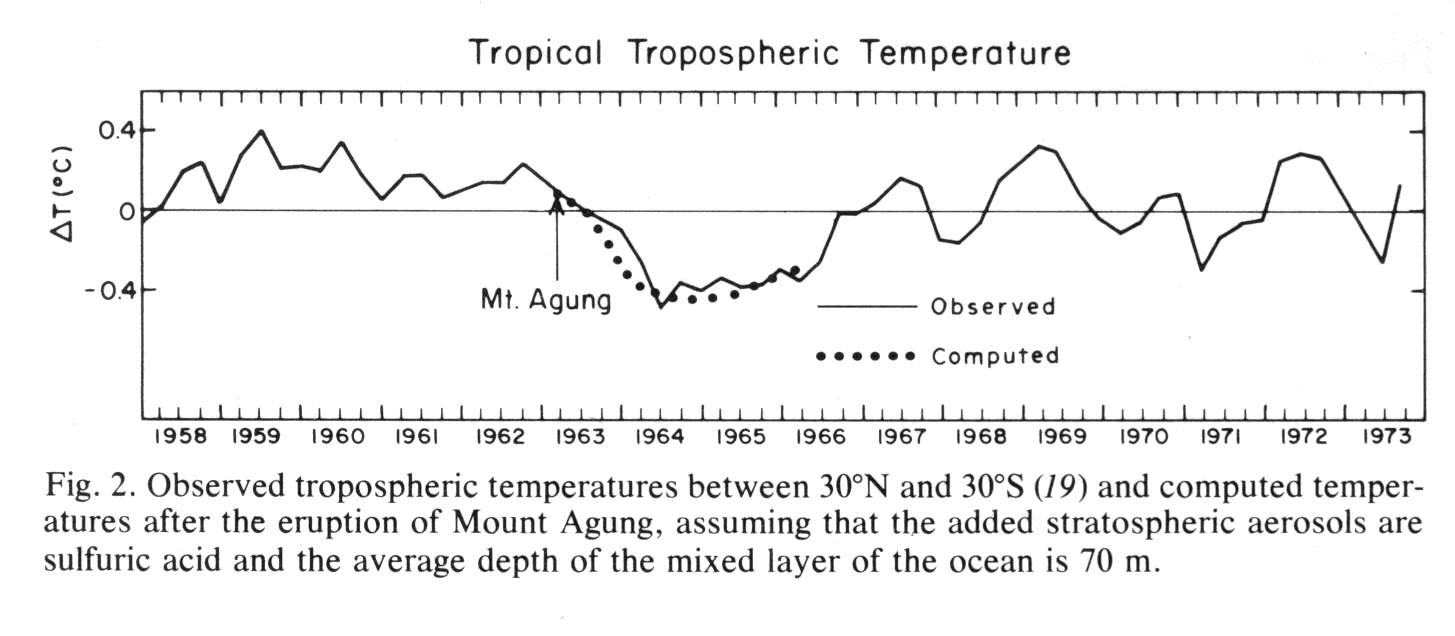 Tropical Tropospheric Temperature
ΔT (°C)
0.4
0
-0.4
Mt. Agung
Observed
Computed
1958 1959 1960 1961 1962 1963 1964 1965 1966 1967 1968 1969 1970 1971 1972 1973
Fig. 2. Observed tropospheric temperatures between 30°N and 30°S (19) and computed temper-
atures after the eruption of Mount Agung, assuming that the added stratospheric aerosols are
sulfuric acid and the average depth of the mixed layer of the ocean is 70 m.